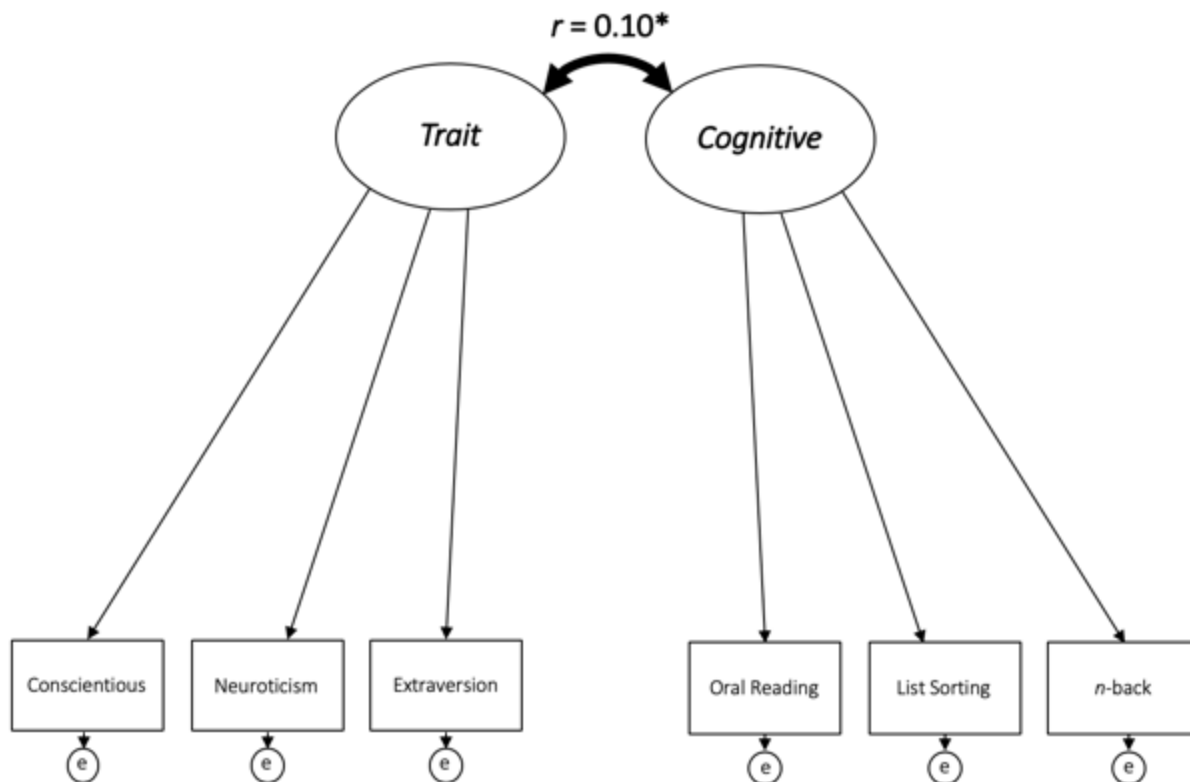 r = 0.10*
Trait
Cognitive
Conscientious
Neuroticism
Extraversion
Oral Reading
List Sorting
n-back
e
e
e
e
e
e